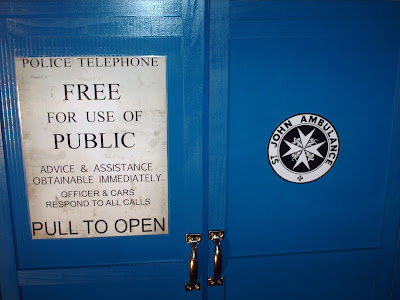 POLICE TELEPHONE
FREE
FOR USE OF
PUBLIC
ADVICE & ASSISTANCE
OBTAINABLE IMMEDIATELY
OFFICER & CARS
RESPOND TO ALL CALLS
PULL TO OPEN
ST JOHN AMBULANCE